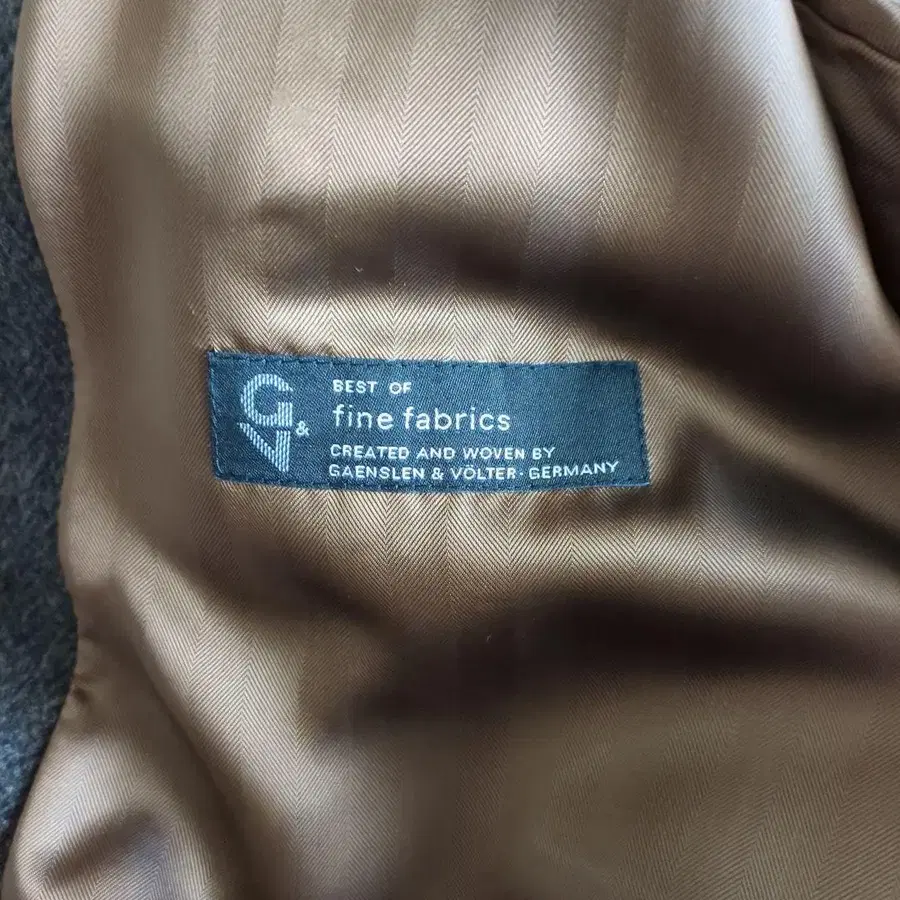 G
&
V
BEST OF
fine fabrics
CREATED AND WOVEN BY
GAENSLEN & VÖLTER · GERMANY